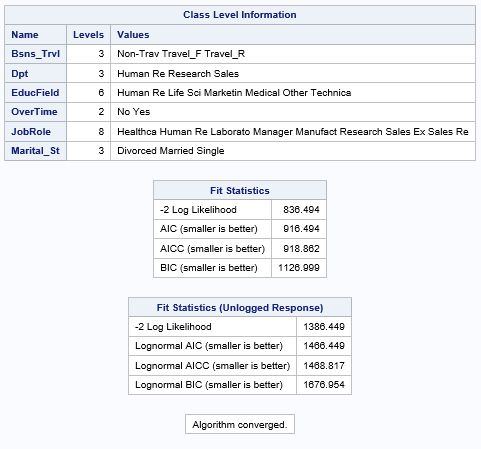 Class Level Information
Name Levels Values
Bsns_Trvl 3 Non-Trav Travel_F Travel_R
Dpt 3 Human Re Research Sales
EducField 6 Human Re Life Sci Marketin Medical Other Technica
OverTime 2 No Yes
JobRole 8 Healthca Human Re Laborato Manager Manufact Research Sales Ex Sales Re
Marital_St 3 Divorced Married Single
Fit Statistics
-2 Log Likelihood 836.494
AIC (smaller is better) 916.494
AICC (smaller is better) 918.862
BIC (smaller is better) 1126.999
Fit Statistics (Unlogged Response)
-2 Log Likelihood 1386.449
Lognormal AIC (smaller is better) 1466.449
Lognormal AICC (smaller is better) 1468.817
Lognormal BIC (smaller is better) 1676.954
Algorithm converged.